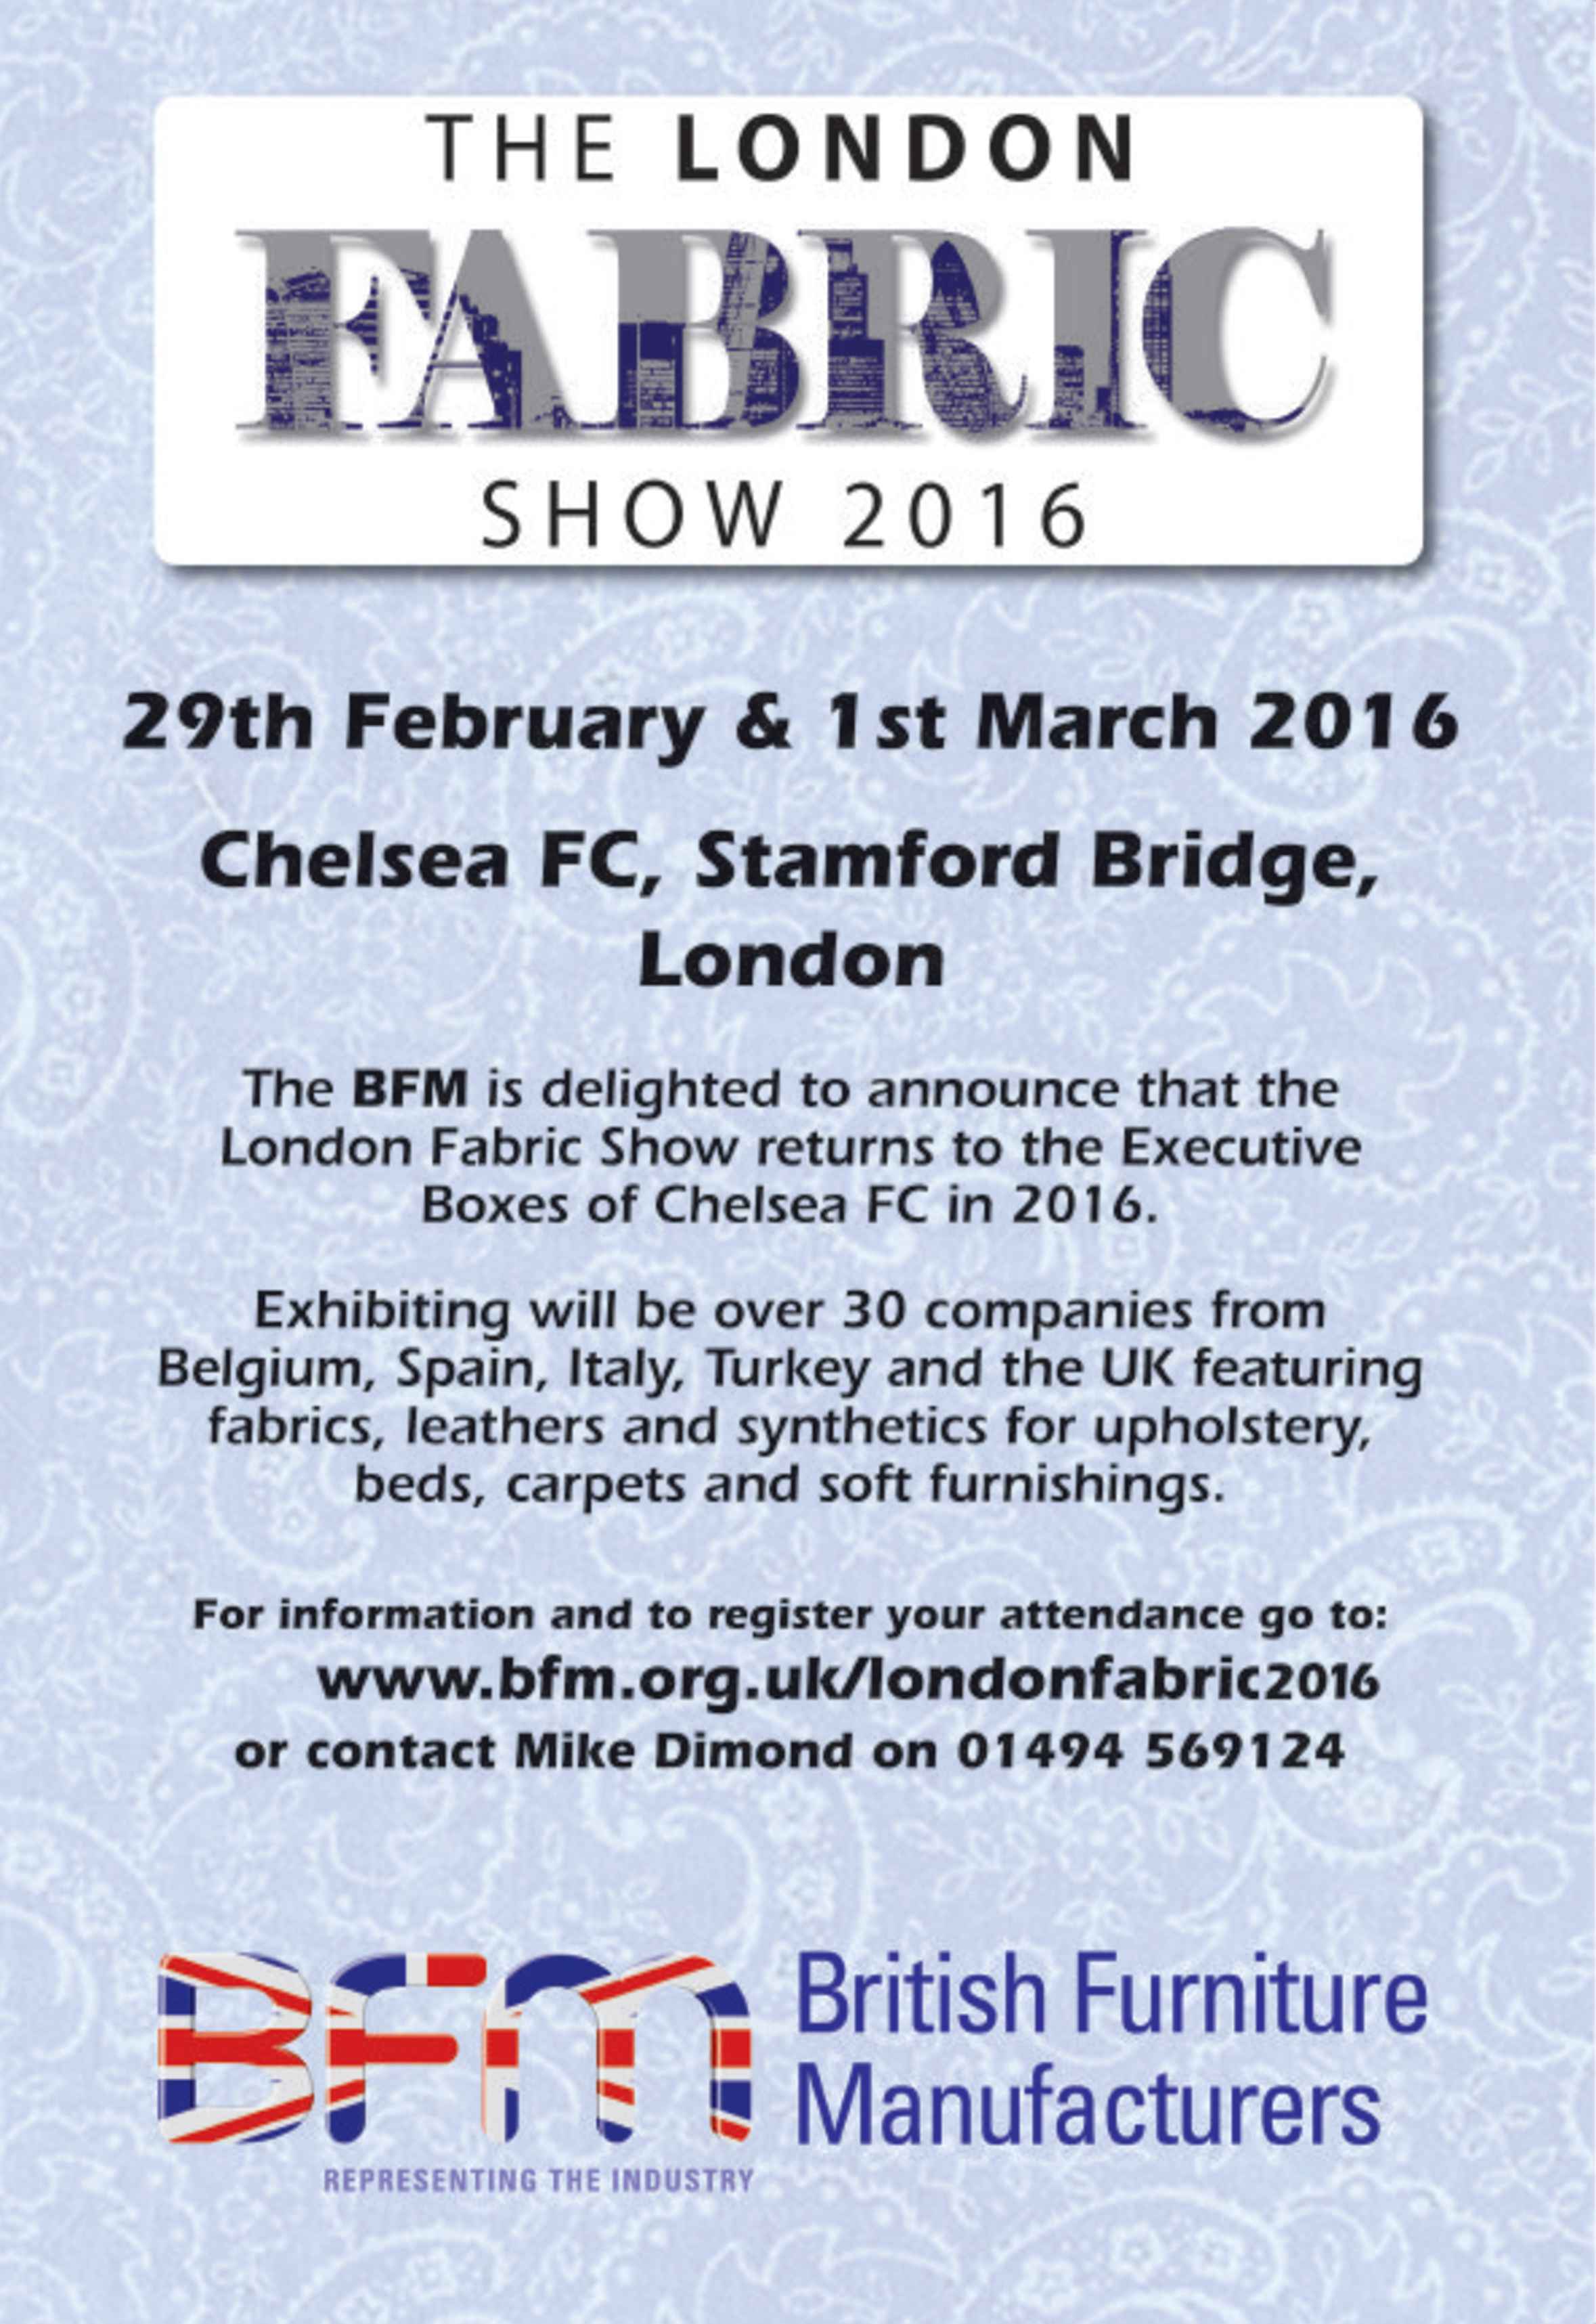 THE LONDON
FABRIC
SHOW 2016
29th February & 1st March 2016
Chelsea FC, Stamford Bridge,
London
The BFM is delighted to announce that the
London Fabric Show returns to the Executive
Boxes of Chelsea FC in 2016.
Exhibiting will be over 30 companies from
Belgium, Spain, Italy, Turkey and the UK featuring
fabrics, leathers and synthetics for upholstery,
beds, carpets and soft furnishings.
For information and to register your attendance go to:
www.bfm.org.uk/londonfabric2016
or contact Mike Dimond on 01494 569124
BFM
British Furniture
Manufacturers
REPRESENTING THE INDUSTRY